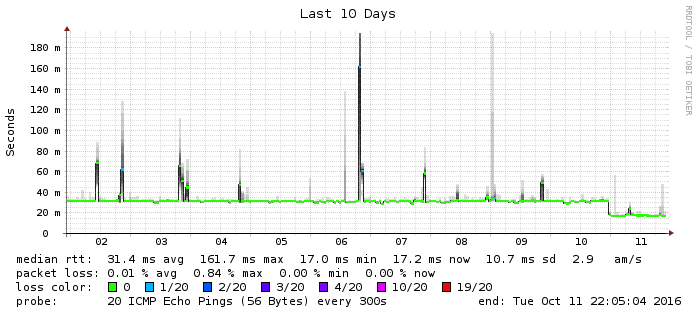 Last 10 Days
RRDTOOL / TOBI OETIKER
Seconds
180 m
160 m
140 m
120 m
100 m
80 m
60 m
40 m
20 m
0
02 03 04 05 06 07 08 09 10 11
median rtt: 31.4 ms avg 161.7 ms max 17.0 ms min 17.2 ms now 10.7 ms sd 2.9 am/s
packet loss: 0.01 % avg 0.84 % max 0.00 % min 0.00 % now
loss color: 0 1/20 2/20 3/20 4/20 10/20 19/20
probe: 20 ICMP Echo Pings (56 Bytes) every 300s end: Tue Oct 11 22:05:04 2016